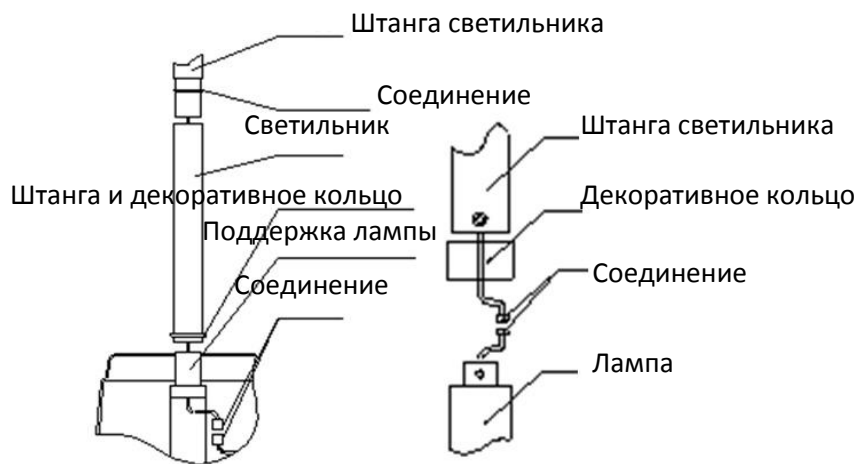 Штанга светильника
Соединение
Светильник
Штанга и декоративное кольцо
Поддержка лампы
Соединение
Штанга светильника
Декоративное кольцо
Соединение
Лампа